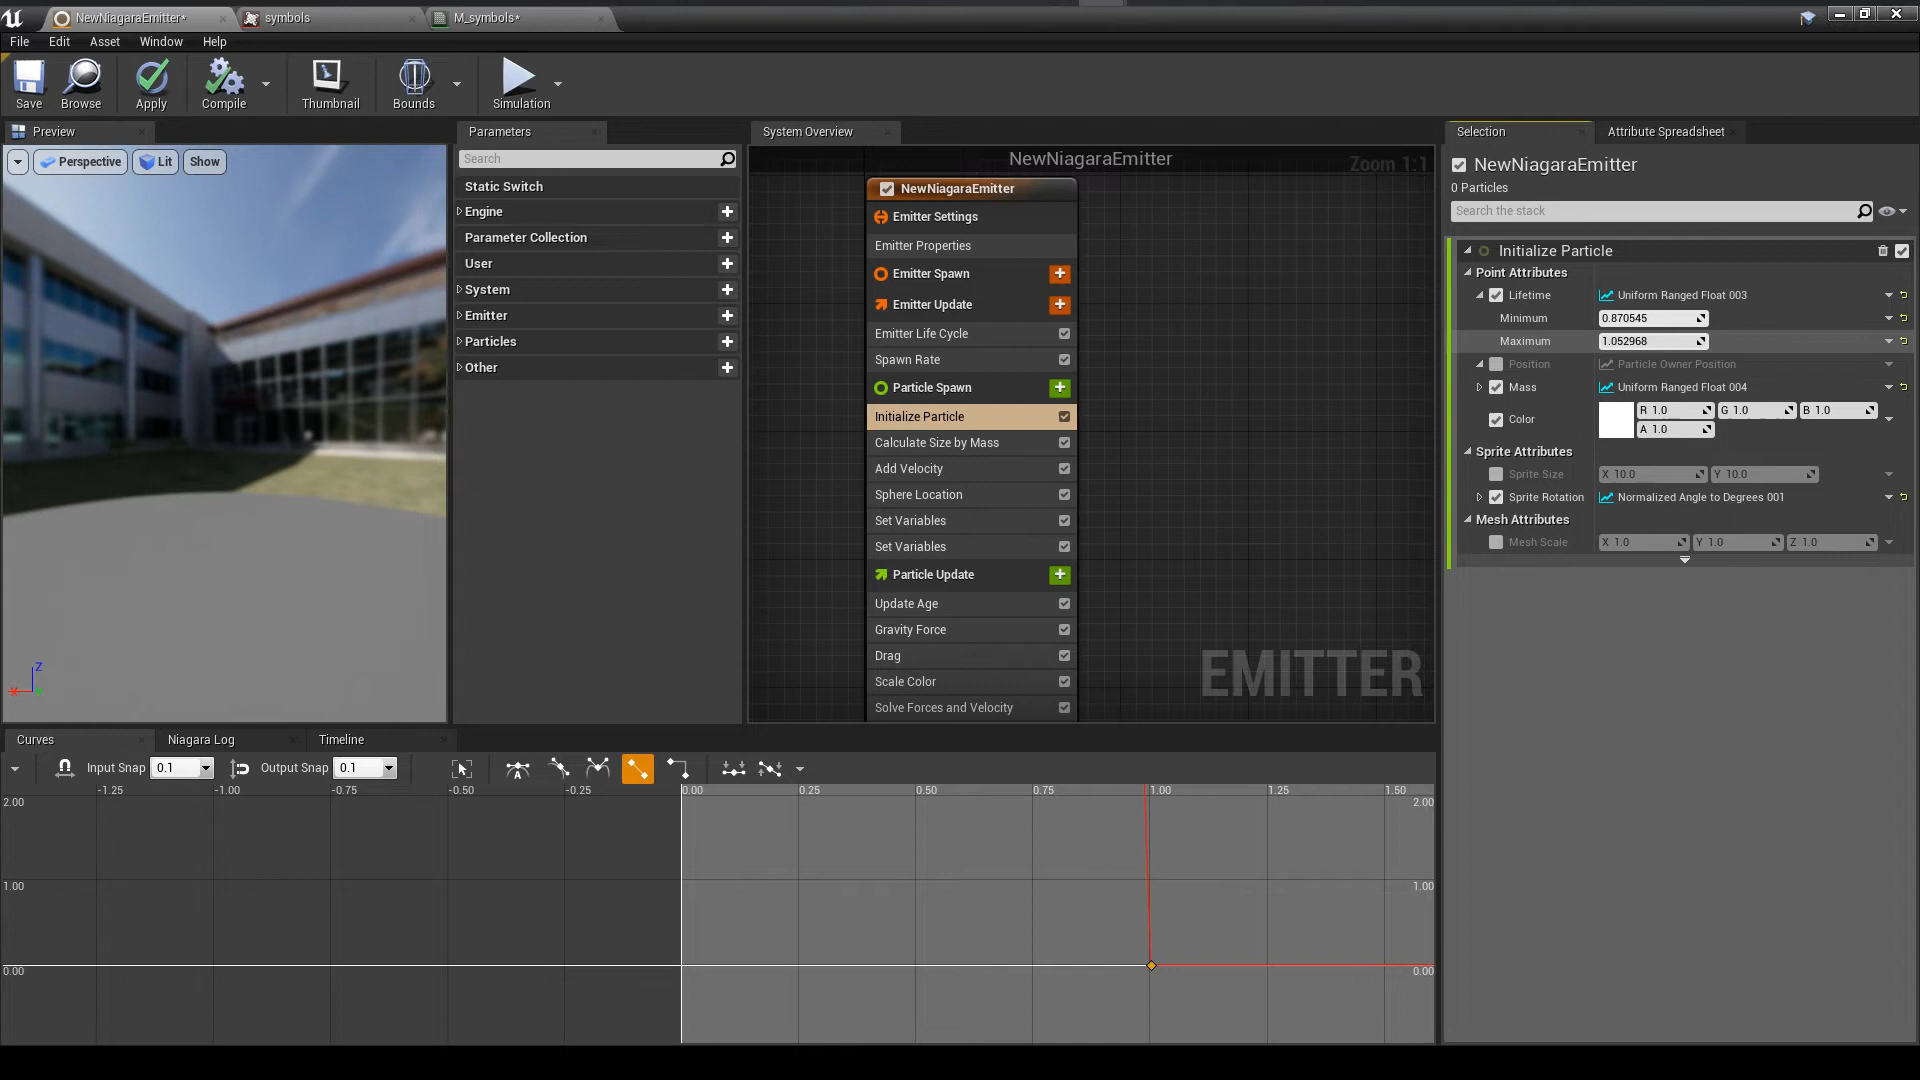 NewNiagaraEmitter*
symbols
M_symbols*
File Edit Asset Window Help
Save Browse Apply Compile Thumbnail Bounds Simulation
Preview
Perspective Lit Show
Z
X
Parameters
Search
Static Switch
Engine
Parameter Collection
User
System
Emitter
Particles
Other
System Overview
NewNiagaraEmitter
Zoom 1:1
NewNiagaraEmitter
Emitter Settings
Emitter Properties
Emitter Spawn
Emitter Update
Emitter Life Cycle
Spawn Rate
Particle Spawn
Initialize Particle
Calculate Size by Mass
Add Velocity
Sphere Location
Set Variables
Set Variables
Particle Update
Update Age
Gravity Force
Drag
Scale Color
Solve Forces and Velocity
EMITTER
Selection
Attribute Spreadsheet
NewNiagaraEmitter
0 Particles
Search the stack
Initialize Particle
Point Attributes
Lifetime Uniform Ranged Float 003
Minimum 0.870545
Maximum 1.052968
Position Particle Owner Position
Mass Uniform Ranged Float 004
Color R 1.0 G 1.0 B 1.0
A 1.0
Sprite Attributes
Sprite Size X 10.0 Y 10.0
Sprite Rotation Normalized Angle to Degrees 001
Mesh Attributes
Mesh Scale X 1.0 Y 1.0 Z 1.0
Curves
Niagara Log
Timeline
Input Snap 0.1 Output Snap 0.1
-1.25 -1.00 -0.75 -0.50 -0.25 0.00 0.25 0.50 0.75 1.00 1.25 1.50
2.00 2.00
1.00 1.00
0.00 0.00